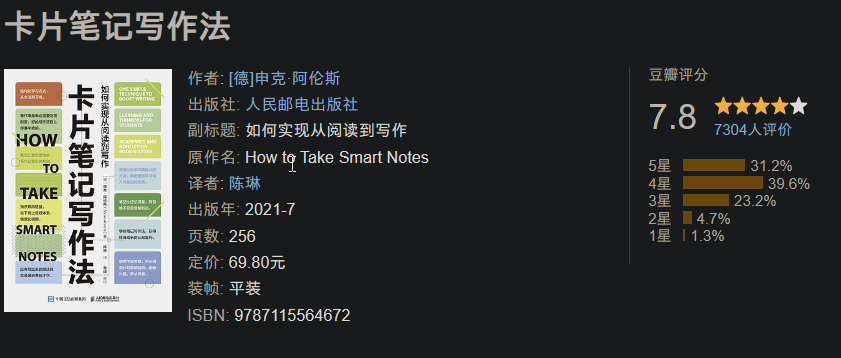 卡片笔记写作法
ONE SIMPLE
TECHNIQUE TO
BOOST WRITING
LEARNING AND
THINKING FOR
STUDENTS
ACADEMICS AND
NONFICTION
BOOK WRITERS
HOW
TO
TAKE
SMART
NOTES
卡片笔记写作法
如何实现从阅读到写作
作者: [德]申克·阿伦斯
出版社: 人民邮电出版社
副标题: 如何实现从阅读到写作
原作名: How to Take Smart Notes
译者: 陈琳
出版年: 2021-7
页数: 256
定价: 69.80元
装帧: 平装
ISBN: 9787115564672
豆瓣评分
7.8
7304人评价
5星 31.2%
4星 39.6%
3星 23.2%
2星 4.7%
1星 1.3%